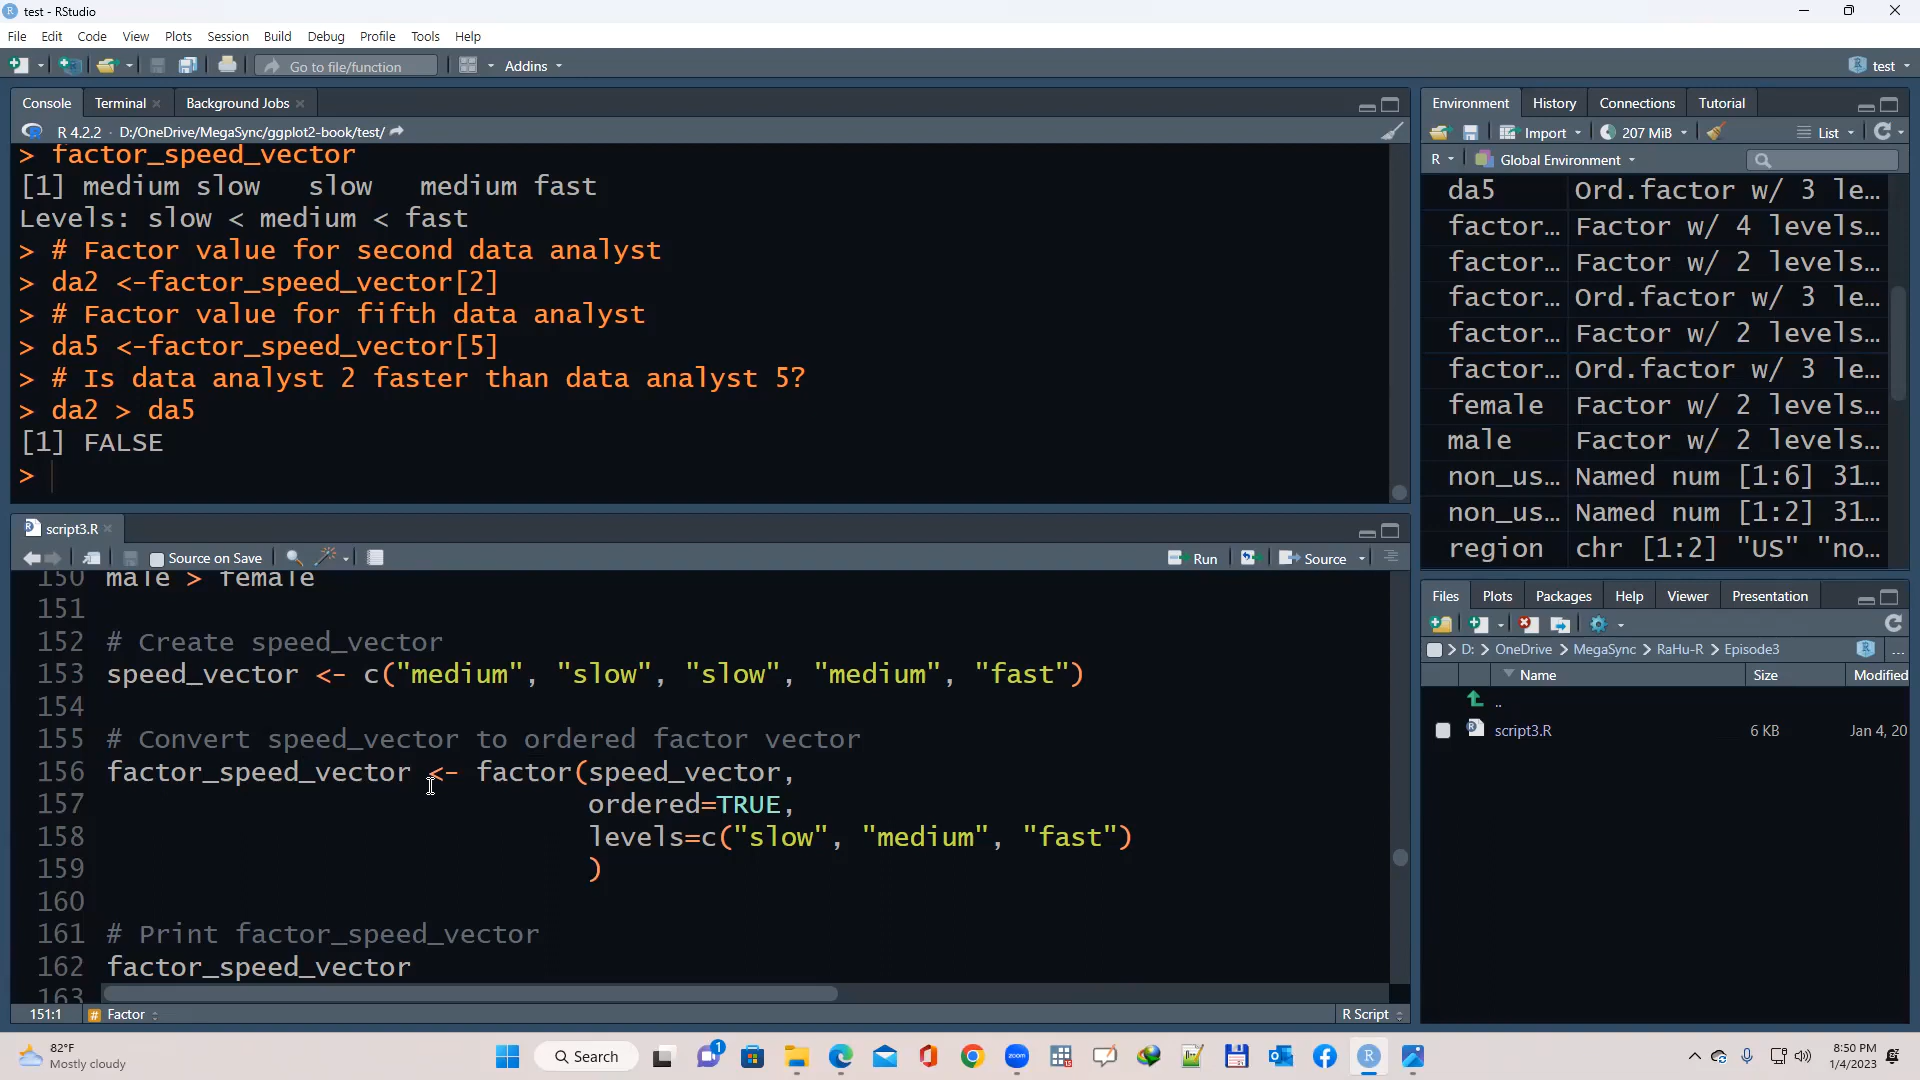 test - RStudio
File Edit Code View Plots Session Build Debug Profile Tools Help
Go to file/function Addins test
Console Terminal Background Jobs
R 4.2.2 · D:/OneDrive/MegaSync/ggplot2-book/test/
> factor_speed_vector
[1] medium slow   slow   medium fast
Levels: slow < medium < fast
> # Factor value for second data analyst
> da2 <-factor_speed_vector[2]
> # Factor value for fifth data analyst
> da5 <-factor_speed_vector[5]
> # Is data analyst 2 faster than data analyst 5?
> da2 > da5
[1] FALSE
>
script3.R
Source on Save Run Source
150 male > female
151
152 # Create speed_vector
153 speed_vector <- c("medium", "slow", "slow", "medium", "fast")
154
155 # Convert speed_vector to ordered factor vector
156 factor_speed_vector <- factor(speed_vector,
157 ordered=TRUE,
158 levels=c("slow", "medium", "fast")
159 )
160
161 # Print factor_speed_vector
162 factor_speed_vector
163
151:1 # Factor R Script
Environment History Connections Tutorial
Import 207 MiB List
R Global Environment
da5 Ord.factor w/ 3 le…
factor… Factor w/ 4 levels…
factor… Factor w/ 2 levels…
factor… Ord.factor w/ 3 le…
factor… Factor w/ 2 levels…
factor… Ord.factor w/ 3 le…
female Factor w/ 2 levels…
male Factor w/ 2 levels…
non_us… Named num [1:6] 31…
non_us… Named num [1:2] 31…
region chr [1:2] "US" "no…
Files Plots Packages Help Viewer Presentation
D: > OneDrive > MegaSync > RaHu-R > Episode3 ...
Name Size Modified
..
script3.R 6 KB Jan 4, 20
82°F
Mostly cloudy
Search
1
zoom
8:50 PM
1/4/2023